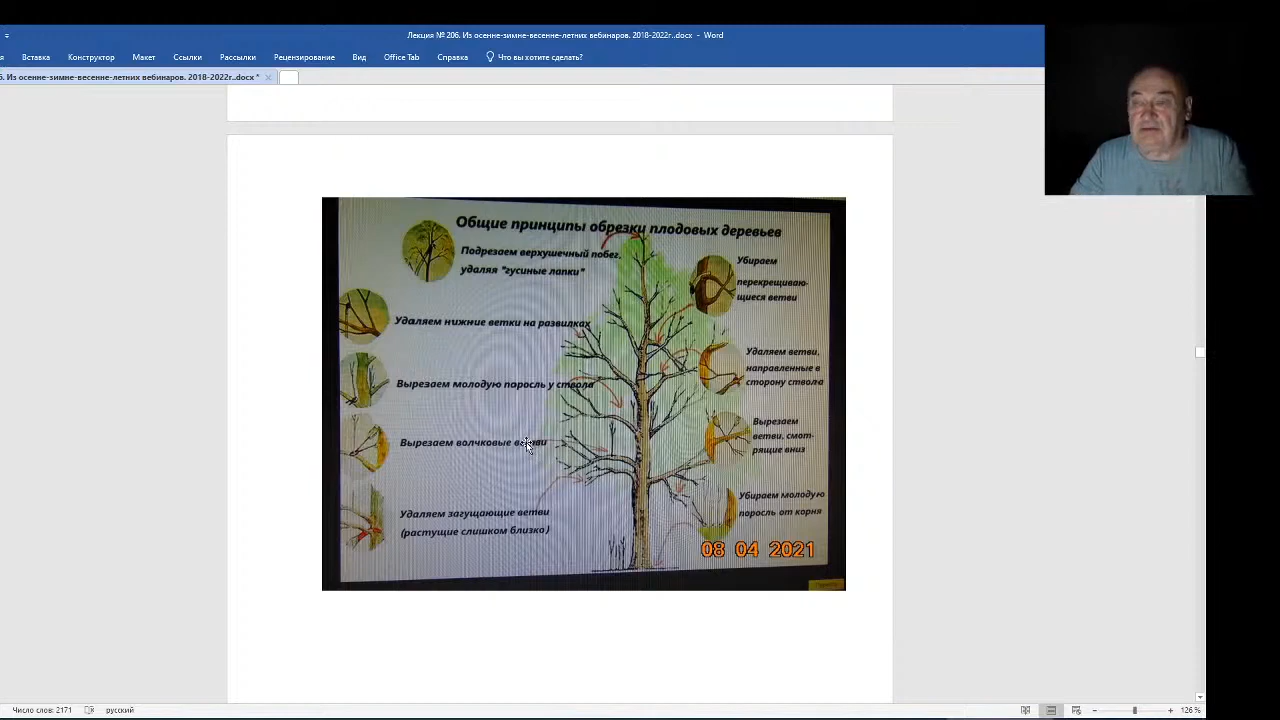 Лекция № 206. Из осенне-зимне-весенне-летних вебинаров. 2018-2022г..docx - Word
Вставка Конструктор Макет Ссылки Рассылки Рецензирование Вид Office Tab Справка Что вы хотите сделать?
6. Из осенне-зимне-весенне-летних вебинаров. 2018-2022г..docx *
Общие принципы обрезки плодовых деревьев
Подрезаем верхушечный побег.
удаляя "гусиные лапки"
Удаляем нижние ветки на развилках
Вырезаем молодую поросль у ствола
Вырезаем волчковые ветви
Удаляем загущающие ветви
(растущие слишком близко)
Убираем
перекрещиваю-
щиеся ветви
Удаляем ветви.
направленные в
сторону ствола
Вырезаем
ветви, смот-
рящие вниз
Убираем молодую
поросль от корня
08 04 2021
Число слов: 2171 русский 126 %